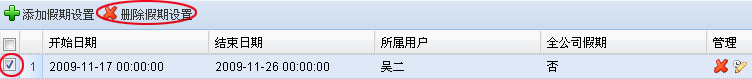 添加假期设置 删除假期设置
开始日期 结束日期 所属用户 全公司假期 管理
1 2009-11-17 00:00:00 2009-11-26 00:00:00 吴二 否